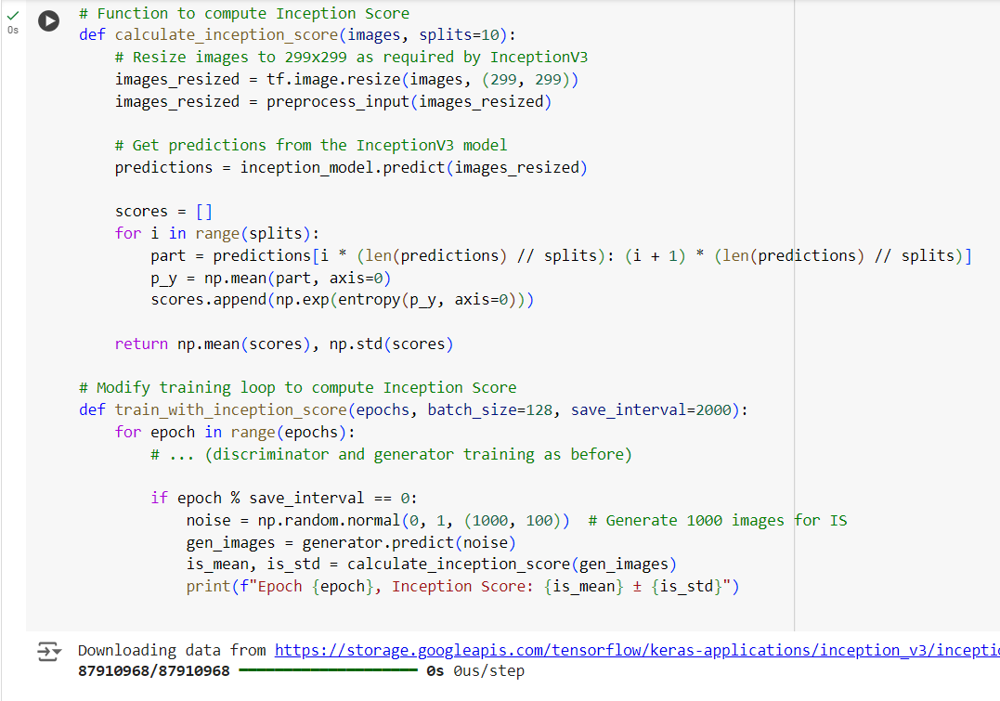 # Function to compute Inception Score
0s
def calculate_inception_score(images, splits=10):
    # Resize images to 299x299 as required by InceptionV3
    images_resized = tf.image.resize(images, (299, 299))
    images_resized = preprocess_input(images_resized)
    # Get predictions from the InceptionV3 model
    predictions = inception_model.predict(images_resized)
    scores = []
    for i in range(splits):
        part = predictions[i * (len(predictions) // splits): (i + 1) * (len(predictions) // splits)]
        p_y = np.mean(part, axis=0)
        scores.append(np.exp(entropy(p_y, axis=0)))
    return np.mean(scores), np.std(scores)
# Modify training loop to compute Inception Score
def train_with_inception_score(epochs, batch_size=128, save_interval=2000):
    for epoch in range(epochs):
        # ... (discriminator and generator training as before)
        if epoch % save_interval == 0:
            noise = np.random.normal(0, 1, (1000, 100))  # Generate 1000 images for IS
            gen_images = generator.predict(noise)
            is_mean, is_std = calculate_inception_score(gen_images)
            print(f"Epoch {epoch}, Inception Score: {is_mean} ± {is_std}")
Downloading data from https://storage.googleapis.com/tensorflow/keras-applications/inception_v3/incepti
87910968/87910968 0s 0us/step